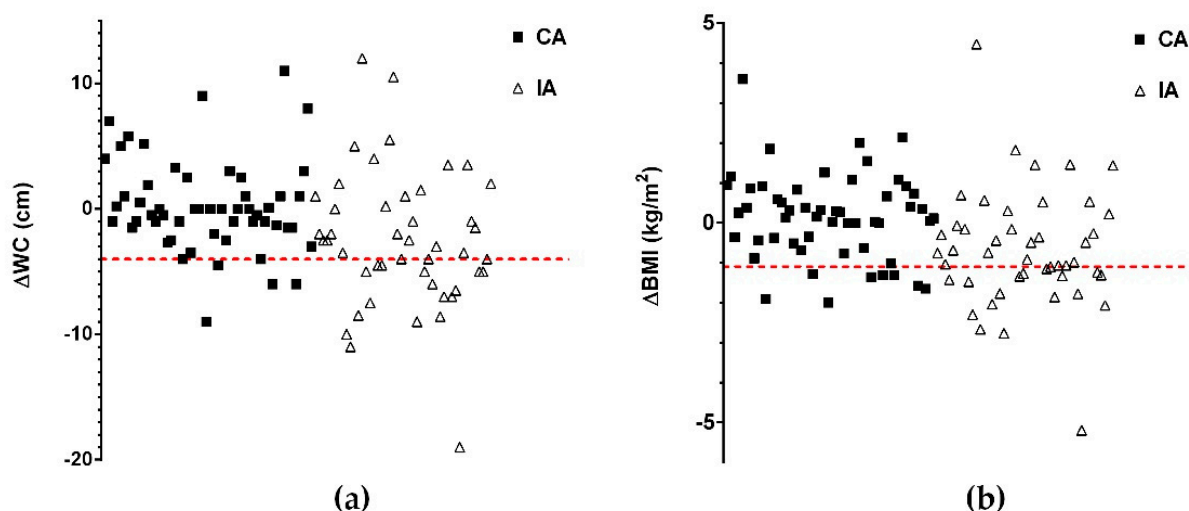 ΔWC (cm)
10
0
-10
-20
CA
IA
(a)
ΔBMI (kg/m²)
5
0
-5
CA
IA
(b)